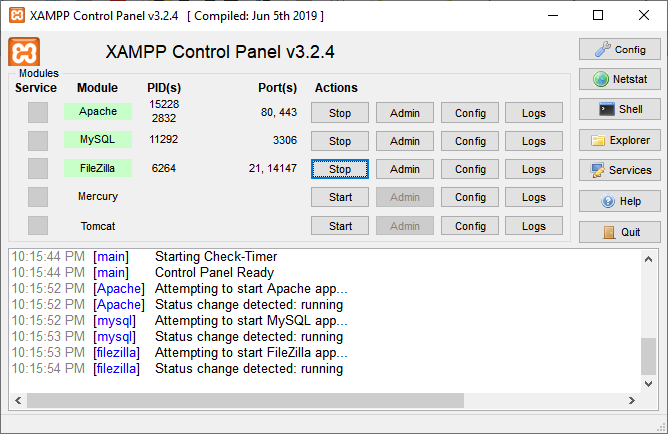 XAMPP Control Panel v3.2.4 [ Compiled: Jun 5th 2019 ]
XAMPP Control Panel v3.2.4
Config
Modules
Service Module PID(s) Port(s) Actions
Netstat
Apache 15228 2832 80, 443 Stop Admin Config Logs
Shell
MySQL 11292 3306 Stop Admin Config Logs
Explorer
FileZilla 6264 21, 14147 Stop Admin Config Logs
Services
Mercury Start Admin Config Logs
Help
Tomcat Start Admin Config Logs
Quit
10:15:44 PM [main] Starting Check-Timer
10:15:44 PM [main] Control Panel Ready
10:15:52 PM [Apache] Attempting to start Apache app...
10:15:52 PM [Apache] Status change detected: running
10:15:52 PM [mysql] Attempting to start MySQL app...
10:15:53 PM [mysql] Status change detected: running
10:15:53 PM [filezilla] Attempting to start FileZilla app...
10:15:54 PM [filezilla] Status change detected: running